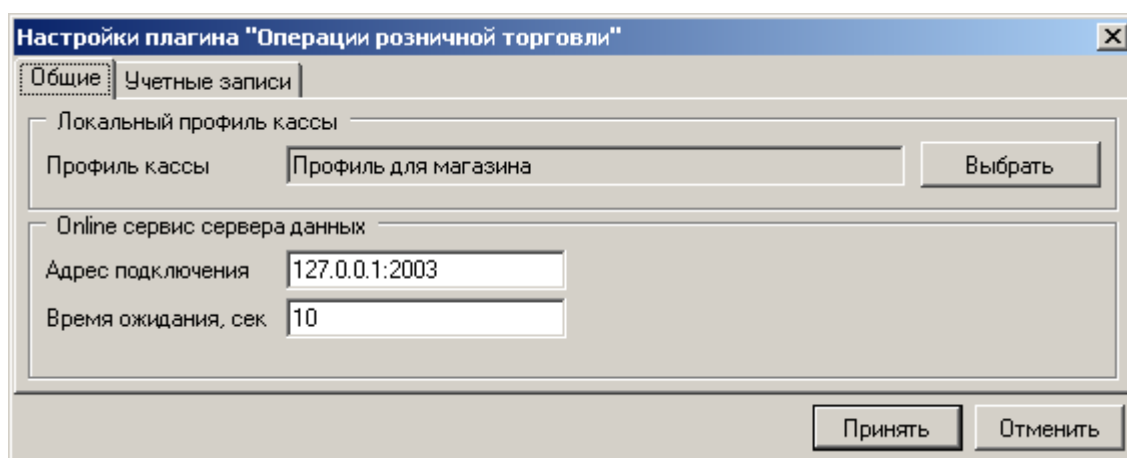 Настройки плагина "Операции розничной торговли"
Общие Учетные записи
Локальный профиль кассы
Профиль кассы Профиль для магазина Выбрать
Online сервис сервера данных
Адрес подключения 127.0.0.1:2003
Время ожидания, сек 10
Принять Отменить